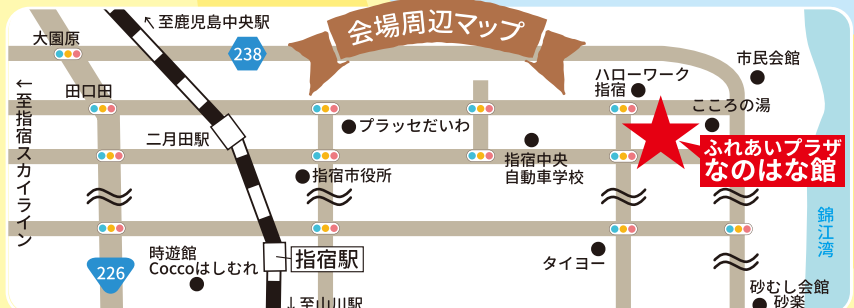 会場周辺マップ
↖至鹿児島中央駅
大園原
238
市民会館
ハローワーク
指宿
←至指宿スカイライン
田口田
こころの湯
プラッセだいわ
二月田駅
ふれあいプラザ
なのはな館
指宿中央
自動車学校
指宿市役所
錦江湾
時遊館
Coccoはしむれ
指宿駅
タイヨー
226
砂むし会館
砂楽
↓至山川駅